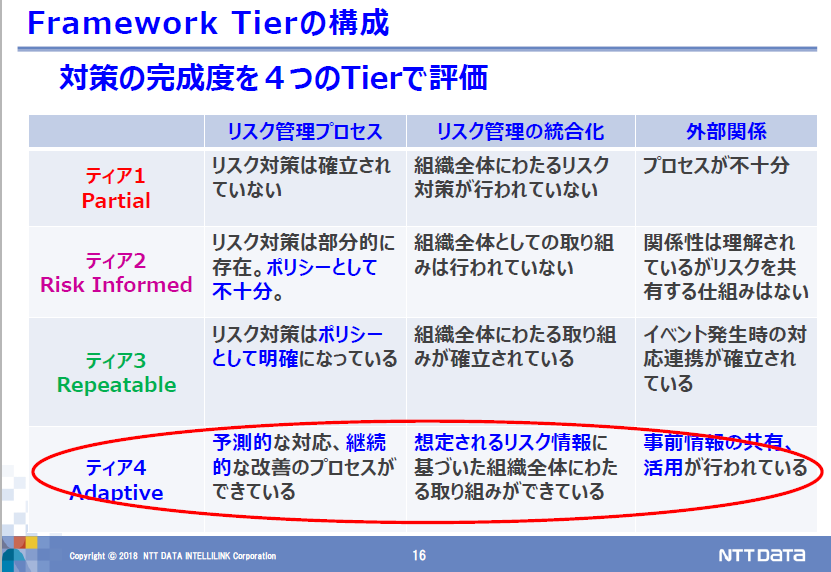 Framework Tierの構成
対策の完成度を４つのTierで評価
リスク管理プロセス
リスク管理の統合化
外部関係
ティア1
Partial
リスク対策は確立され
ていない
組織全体にわたるリスク
対策が行われていない
プロセスが不十分
ティア2
Risk Informed
リスク対策は部分的に
存在。ポリシーとして
不十分。
組織全体としての取り組
みは行われていない
関係性は理解され
ているがリスクを共
有する仕組みはない
ティア3
Repeatable
リスク対策はポリシー
として明確になっている
組織全体にわたる取り組
みが確立されている
イベント発生時の対
応連携が確立され
ている
ティア4
Adaptive
予測的な対応、継続
的な改善のプロセスが
できている
想定されるリスク情報に
基づいた組織全体にわた
る取り組みができている
事前情報の共有、
活用が行われている
Copyright © 2018 NTT DATA INTELLILINK Corporation
16
NTT DATA